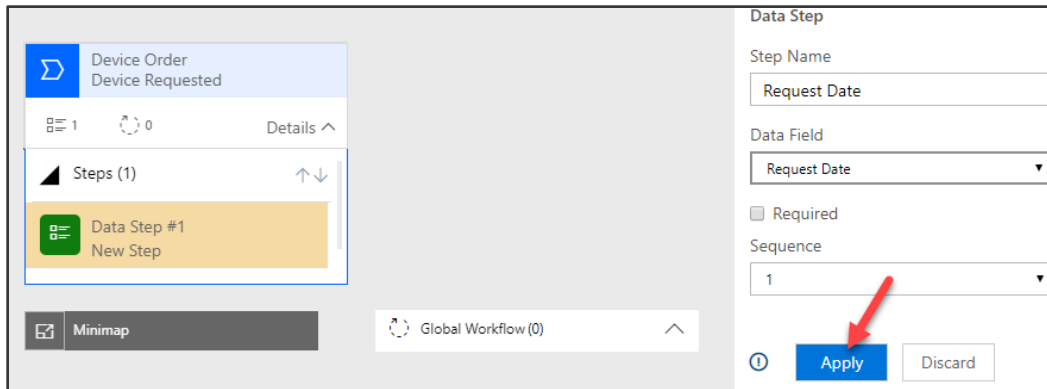 Device Order
Device Requested
1
0
Details
Steps (1)
Data Step #1
New Step
Minimap
Global Workflow (0)
Data Step
Step Name
Request Date
Data Field
Request Date
Required
Sequence
1
Apply
Discard